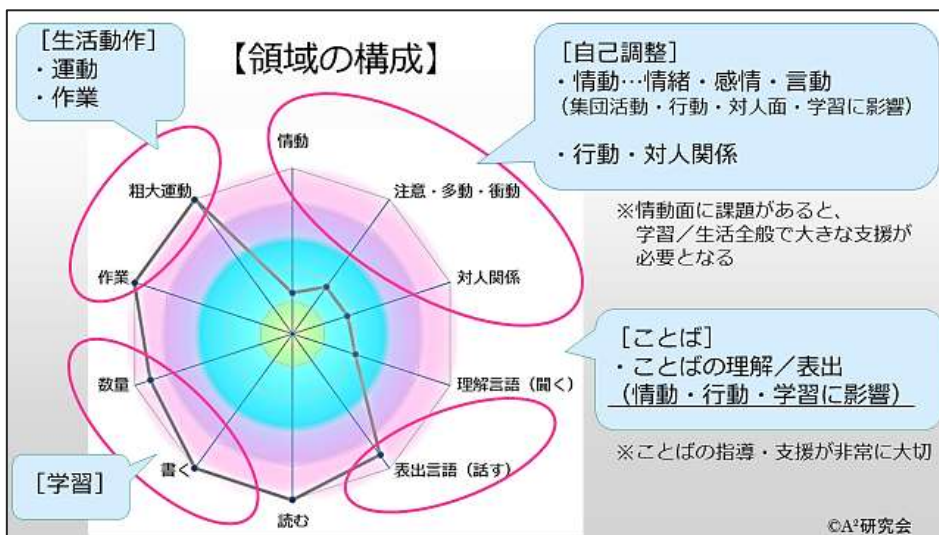 [生活動作]
・運動
・作業
【領域の構成】
[自己調整]
・情動…情緒・感情・言動
(集団活動・行動・対人面・学習に影響)
・行動・対人関係
※情動面に課題があると、
学習／生活全般で大きな支援が
必要となる
情動
注意・多動・衝動
対人関係
理解言語（聞く）
表出言語（話す）
読む
書く
数量
作業
粗大運動
[ことば]
・ことばの理解／表出
(情動・行動・学習に影響)
※ことばの指導・支援が非常に大切
[学習]
©A²研究会